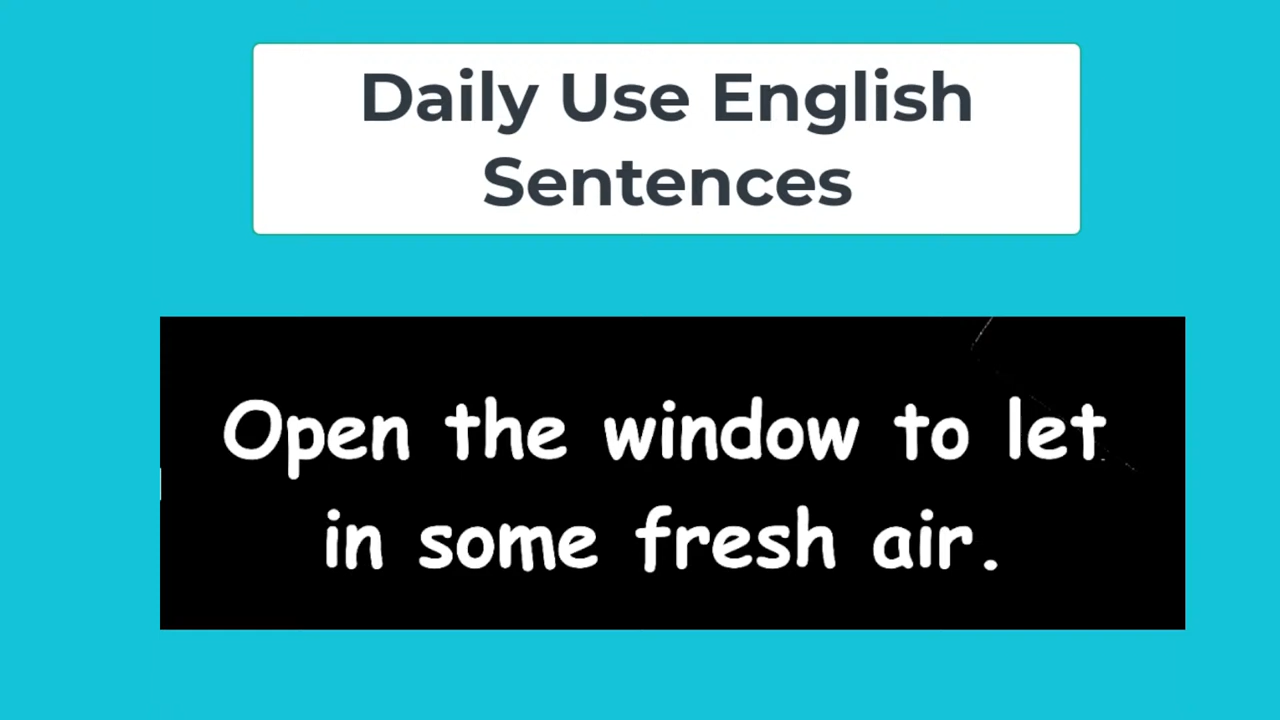 Daily Use English
Sentences
Open the window to let
in some fresh air.